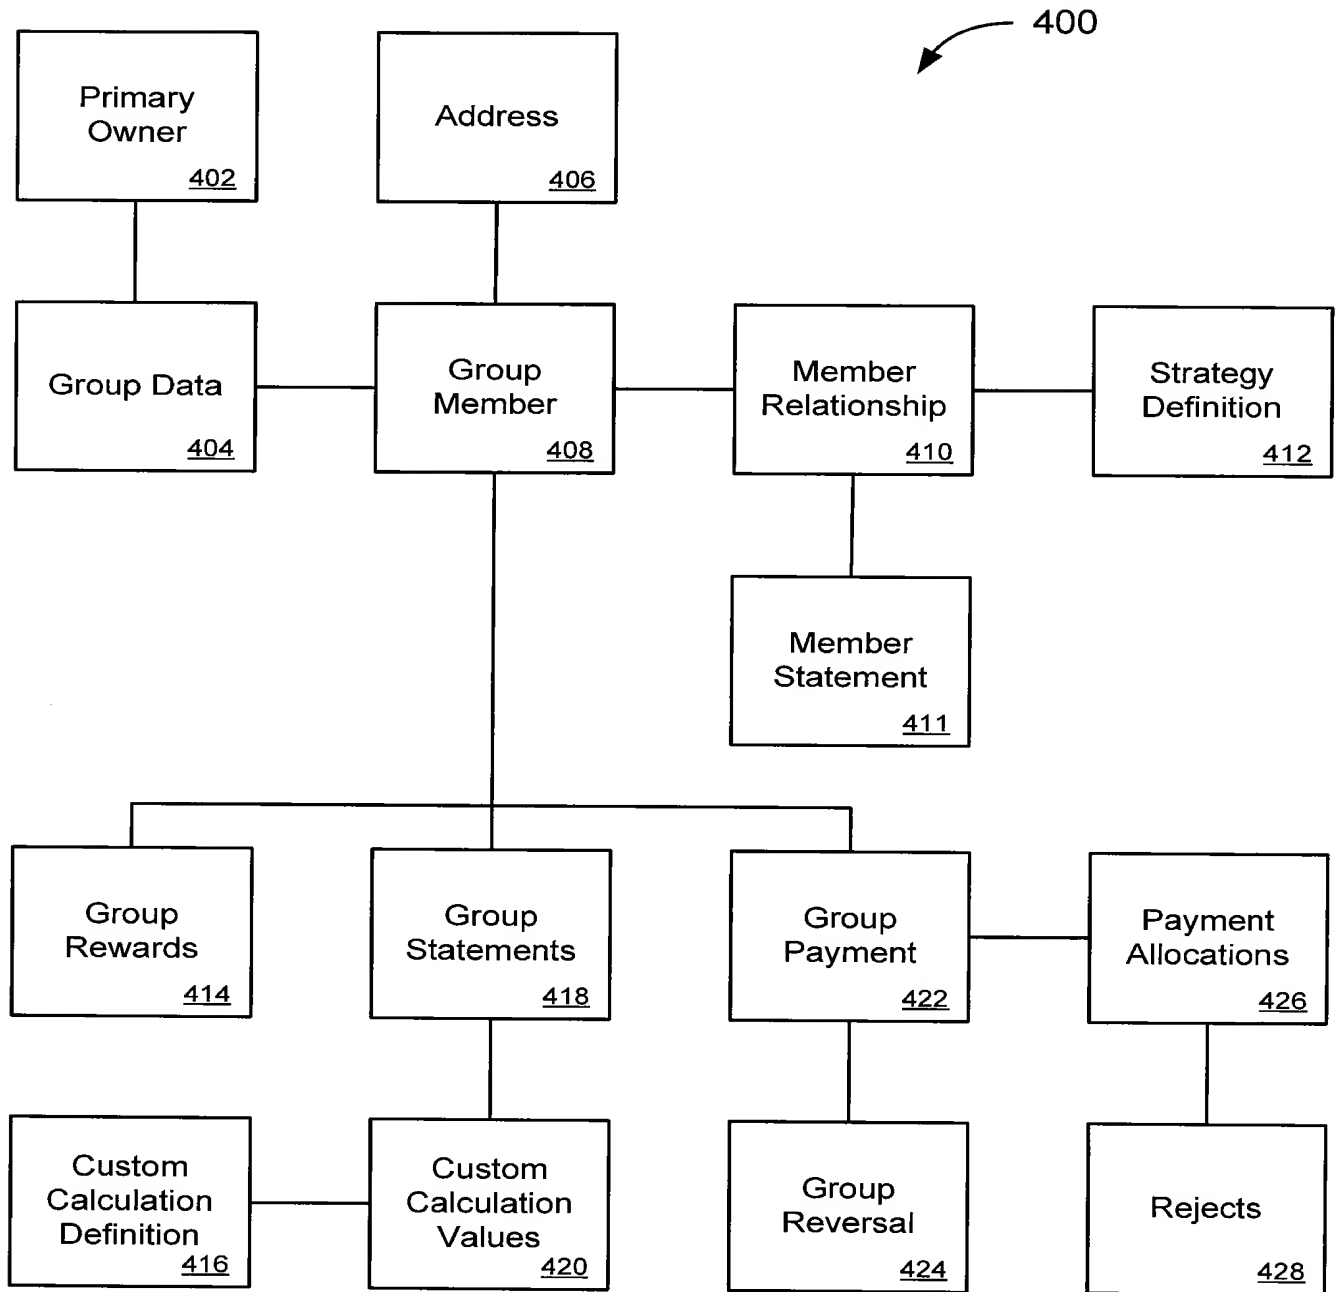 400
Primary
Owner
402
Address
406
Group Data
404
Group
Member
408
Member
Relationship
410
Strategy
Definition
412
Member
Statement
411
Group
Rewards
414
Group
Statements
418
Group
Payment
422
Payment
Allocations
426
Custom
Calculation
Definition
416
Custom
Calculation
Values
420
Group
Reversal
424
Rejects
428